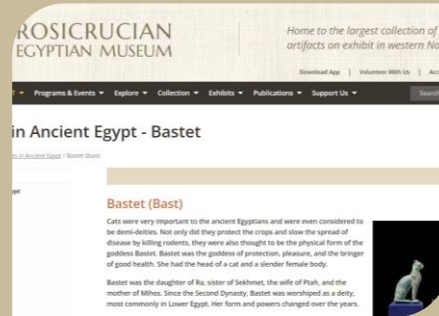 ROSICRUCIAN
EGYPTIAN MUSEUM
Home to the largest collection of
artifacts on exhibit in western No
Download App | Volunteer With Us | Acc
Programs & Events Explore Collection Exhibits Publications Support Us Search
in Ancient Egypt - Bastet
in Ancient Egypt / Bastet (Bast)
ypt
Bastet (Bast)
Cats were very important to the ancient Egyptians and were even considered to
be demi-deities. Not only did they protect the crops and slow the spread of
disease by killing rodents, they were also thought to be the physical form of the
goddess Bastet. Bastet was the goddess of protection, pleasure, and the bringer
of good health. She had the head of a cat and a slender female body.
Bastet was the daughter of Ra, sister of Sekhmet, the wife of Ptah, and the
mother of Mihos. Since the Second Dynasty, Bastet was worshiped as a deity,
most commonly in Lower Egypt. Her form and powers changed over the years.